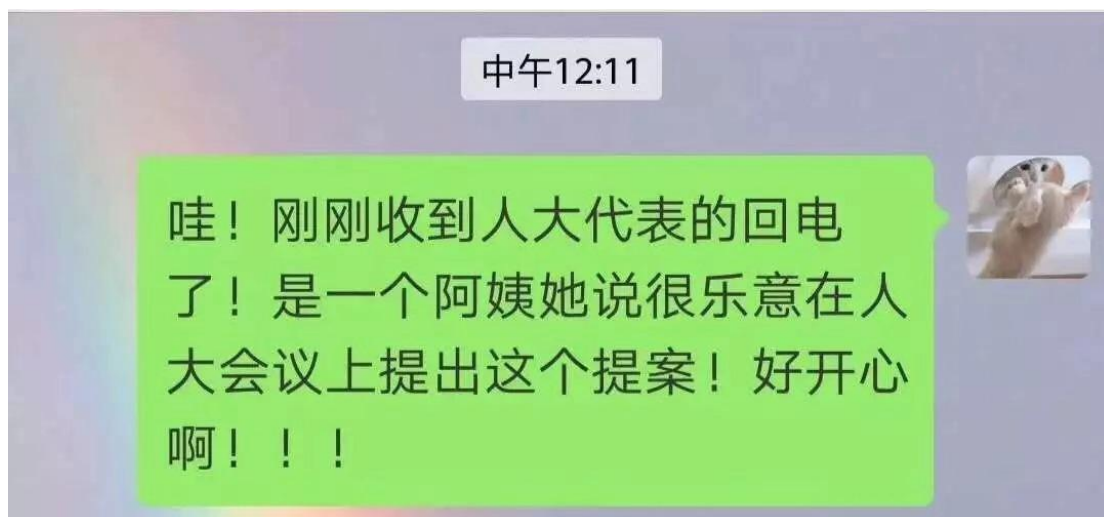 中午12:11
哇！刚刚收到人大代表的回电
了！是一个阿姨她说很乐意在人
大会议上提出这个提案！好开心
啊！！！